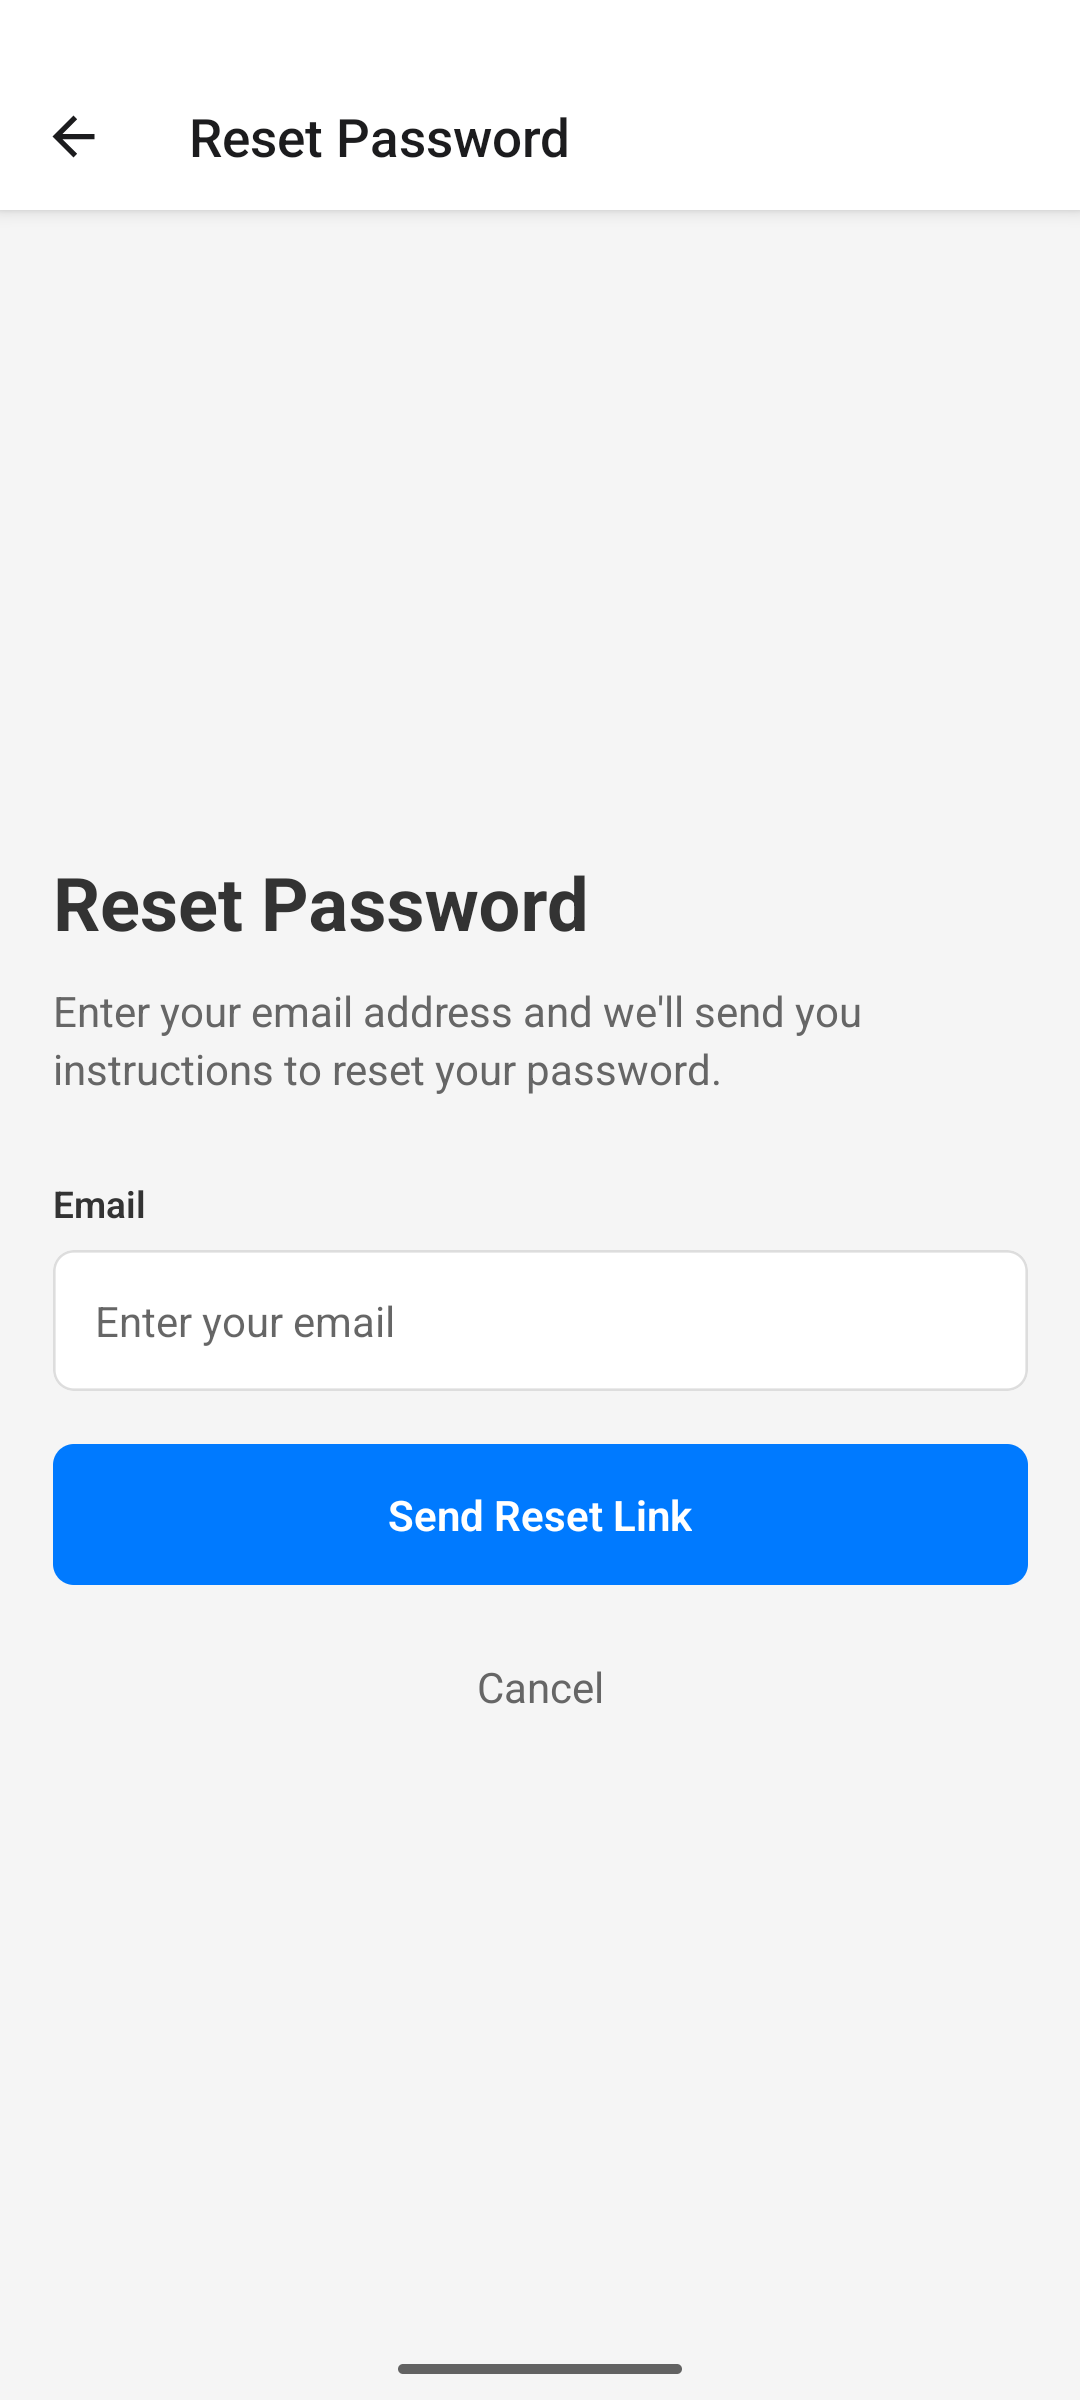 Reset Password
Reset Password
Enter your email address and we'll send you
instructions to reset your password.
Email
Enter your email
Send Reset Link
Cancel